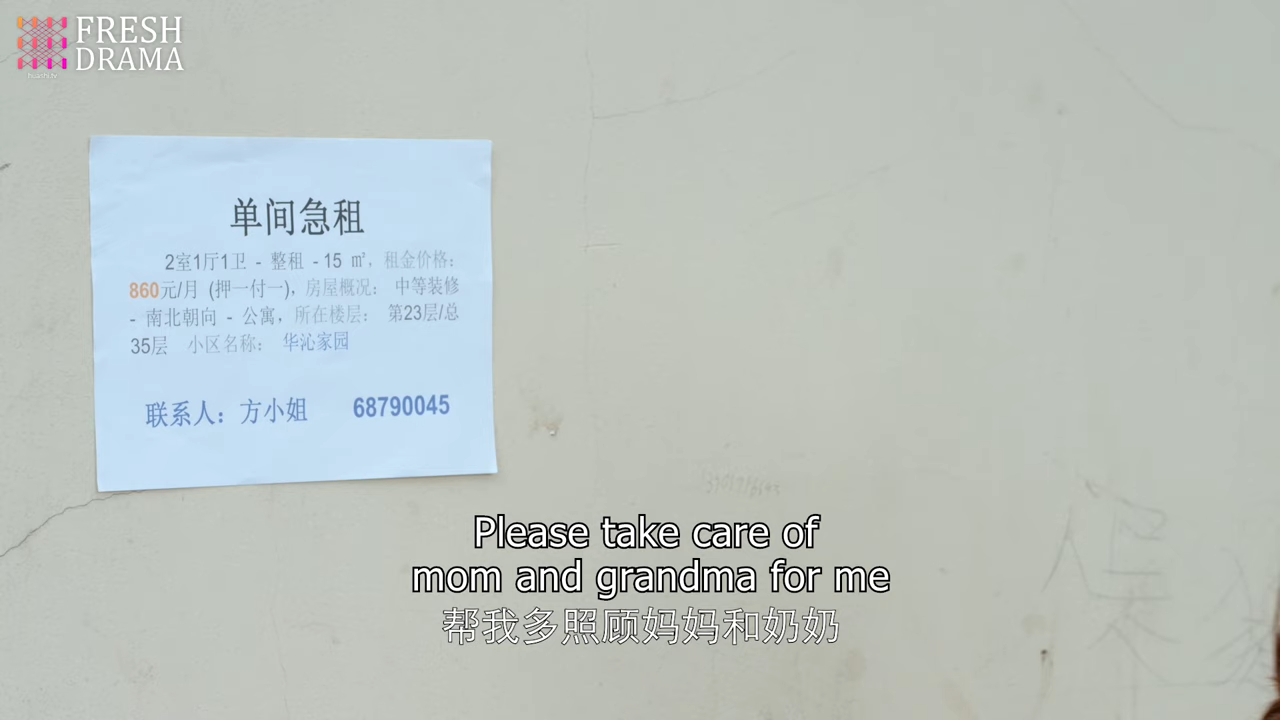 FRESH
DRAMA
huanhi.tv
单间急租
2室1厅1卫 - 整租 - 15 ㎡, 租金价格:
860元/月 (押一付一), 房屋概况: 中等装修
- 南北朝向 - 公寓, 所在楼层: 第23层/总
35层 小区名称: 华沁家园
联系人: 方小姐 68790045
Please take care of
mom and grandma for me
帮我多照顾妈妈和奶奶